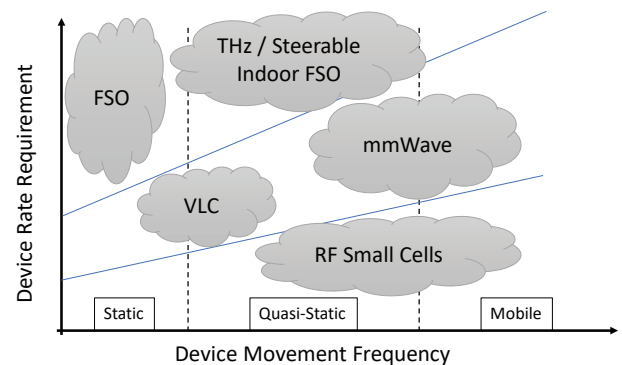 Device Rate Requirement
FSO
THz / Steerable
Indoor FSO
mmWave
VLC
RF Small Cells
Static
Quasi-Static
Mobile
Device Movement Frequency